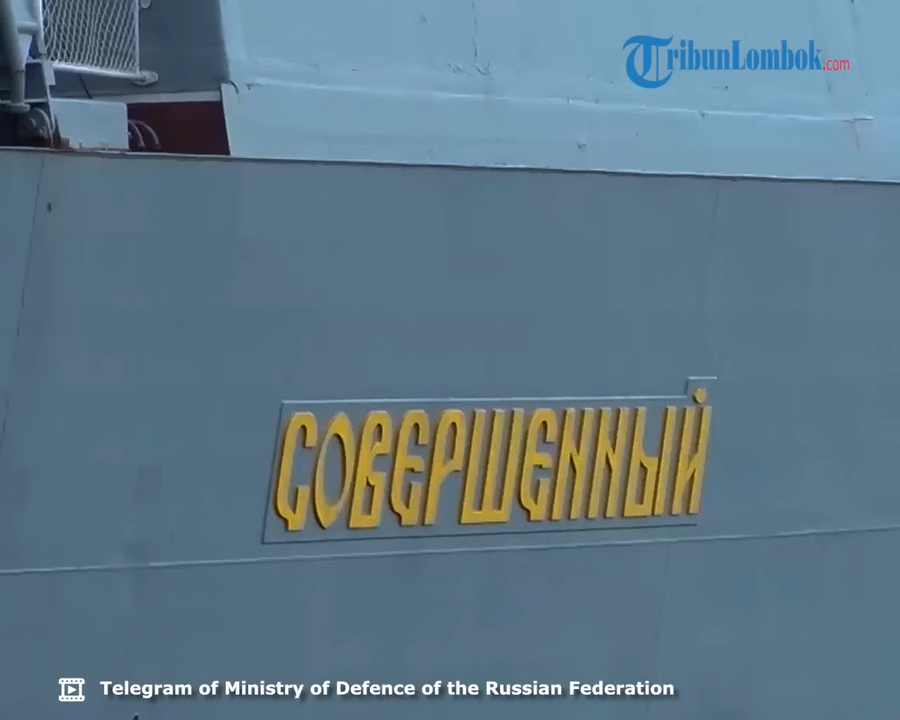 TribunLombok.com
СОВЕРШЕННЫЙ
Telegram of Ministry of Defence of the Russian Federation